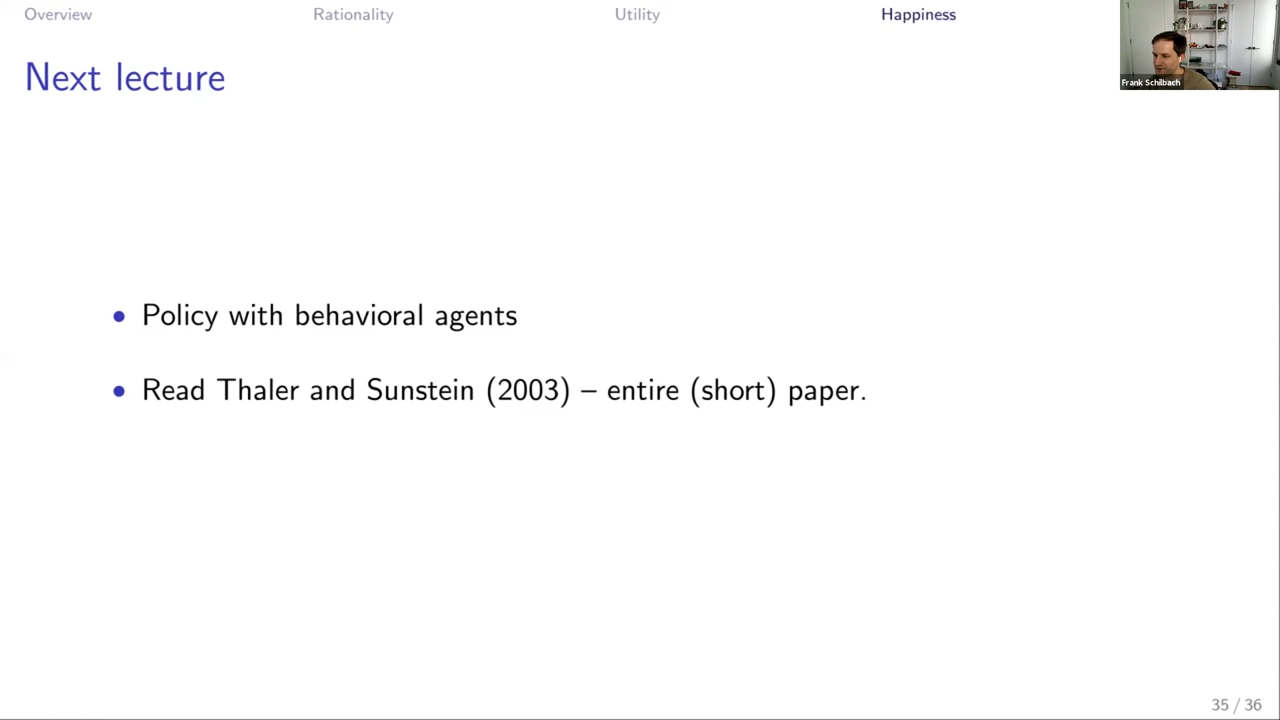 Overview Rationality Utility Happiness
Frank Schilbach
Next lecture
• Policy with behavioral agents
• Read Thaler and Sunstein (2003) – entire (short) paper.
35 / 36